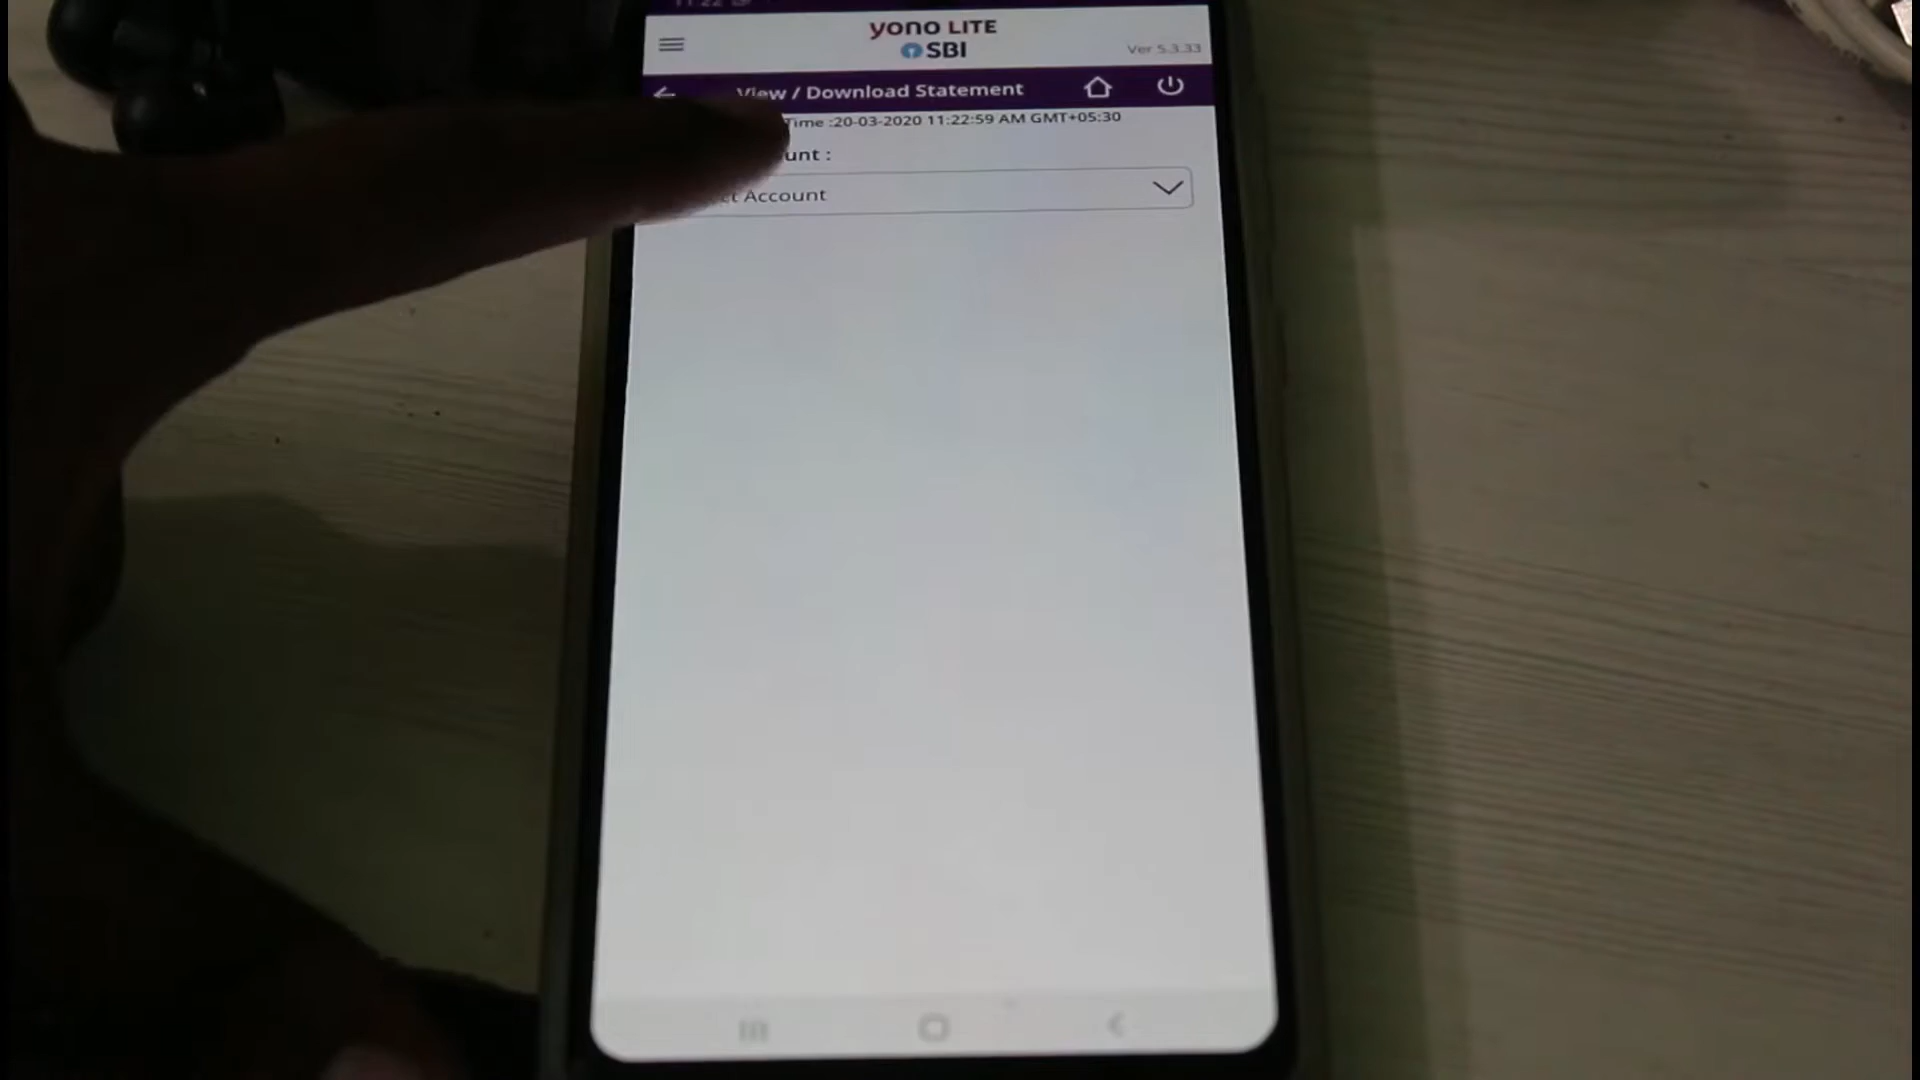 yono LITE
SBI
Ver 5.3.33
View / Download Statement
Time :20-03-2020 11:22:59 AM GMT+05:30
Account